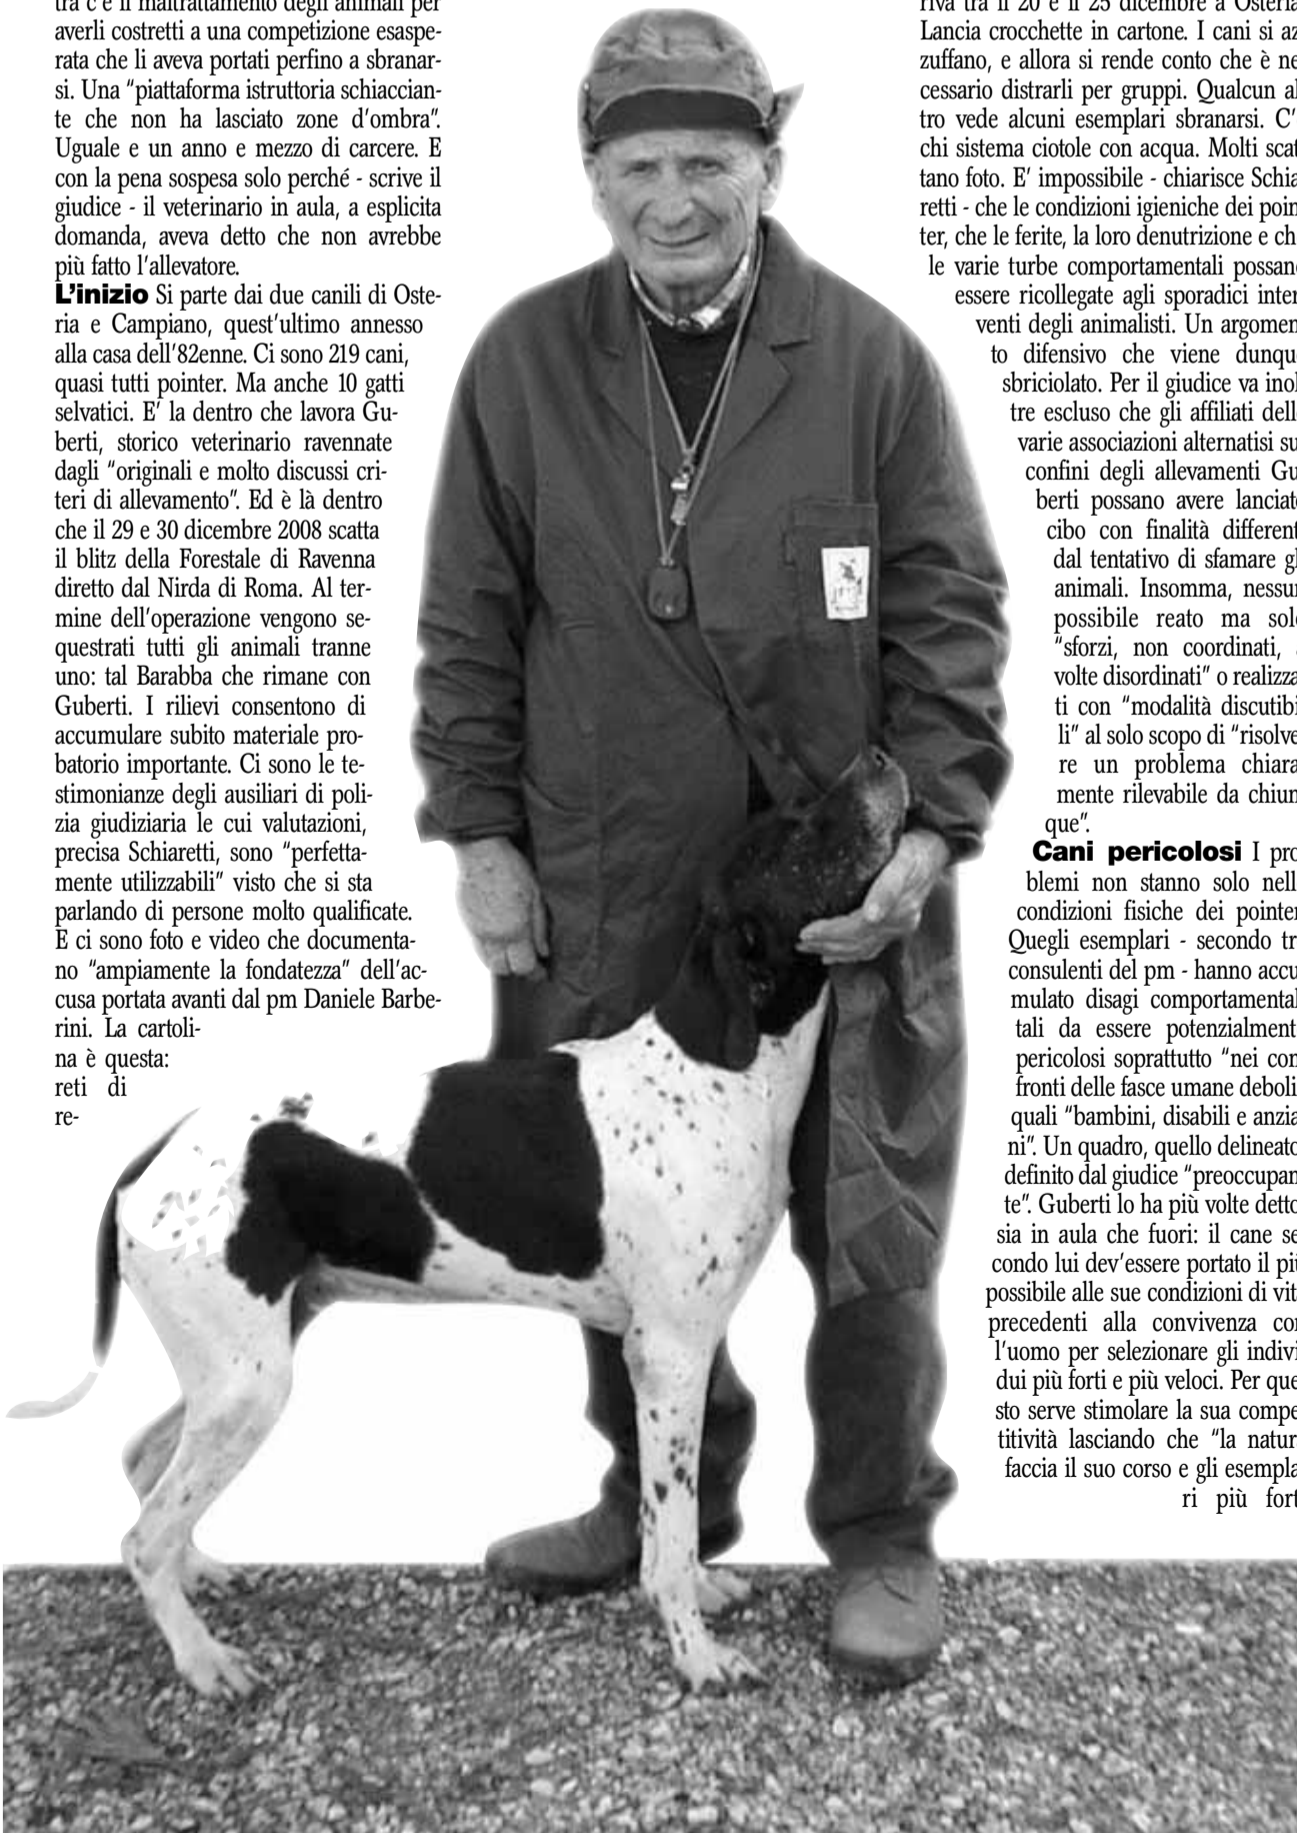 tra c'è il maltrattamento degli animali per
averli costretti a una competizione esaspe-
rata che li aveva portati perfino a sbranar-
si. Una “piattaforma istruttoria schiaccian-
te che non ha lasciato zone d'ombra”.
Uguale e un anno e mezzo di carcere. E
con la pena sospesa solo perché - scrive il
giudice - il veterinario in aula, a esplicita
domanda, aveva detto che non avrebbe
più fatto l'allevatore.
L'inizio Si parte dai due canili di Oste-
ria e Campiano, quest'ultimo annesso
alla casa dell'82enne. Ci sono 219 cani,
quasi tutti pointer. Ma anche 10 gatti
selvatici. E' la dentro che lavora Gu-
berti, storico veterinario ravennate
dagli “originali e molto discussi cri-
teri di allevamento”. Ed è là dentro
che il 29 e 30 dicembre 2008 scatta
il blitz della Forestale di Ravenna
diretto dal Nirda di Roma. Al ter-
mine dell'operazione vengono se-
questrati tutti gli animali tranne
uno: tal Barabba che rimane con
Guberti. I rilievi consentono di
accumulare subito materiale pro-
batorio importante. Ci sono le te-
stimonianze degli ausiliari di poli-
zia giudiziaria le cui valutazioni,
precisa Schiaretti, sono “perfetta-
mente utilizzabili” visto che si sta
parlando di persone molto qualificate.
E ci sono foto e video che documenta-
no “ampiamente la fondatezza” dell'ac-
cusa portata avanti dal pm Daniele Barbe-
rini. La cartoli-
na è questa:
reti di
re-
riva tra il 20 e il 25 dicembre a Osteria
Lancia crocchette in cartone. I cani si az
zuffano, e allora si rende conto che è ne
cessario distrarli per gruppi. Qualcun al
tro vede alcuni esemplari sbranarsi. C'
chi sistema ciotole con acqua. Molti scat
tano foto. E' impossibile - chiarisce Schia
retti - che le condizioni igieniche dei poin
ter, che le ferite, la loro denutrizione e ch
le varie turbe comportamentali possan
essere ricollegate agli sporadici inter
venti degli animalisti. Un argomen
to difensivo che viene dunqu
sbriciolato. Per il giudice va inol
tre escluso che gli affiliati dell
varie associazioni alternatisi su
confini degli allevamenti Gu
berti possano avere lanciat
cibo con finalità different
dal tentativo di sfamare gl
animali. Insomma, nessun
possibile reato ma sol
“sforzi, non coordinati,
volte disordinati” o realizza
ti con “modalità discutibi
li” al solo scopo di “risolve
re un problema chiara
mente rilevabile da chiun
que”.
Cani pericolosi I pro
blemi non stanno solo nell
condizioni fisiche dei pointer
Quegli esemplari - secondo tr
consulenti del pm - hanno accu
mulato disagi comportamental
tali da essere potenzialment
pericolosi soprattutto “nei con
fronti delle fasce umane deboli
quali “bambini, disabili e anzia
ni”. Un quadro, quello delineato
definito dal giudice “preoccupan
te”. Guberti lo ha più volte detto
sia in aula che fuori: il cane se
condo lui dev'essere portato il più
possibile alle sue condizioni di vit
precedenti alla convivenza con
l'uomo per selezionare gli indivi
dui più forti e più veloci. Per que
sto serve stimolare la sua compe
titività lasciando che “la natur
faccia il suo corso e gli esempla
ri più fort